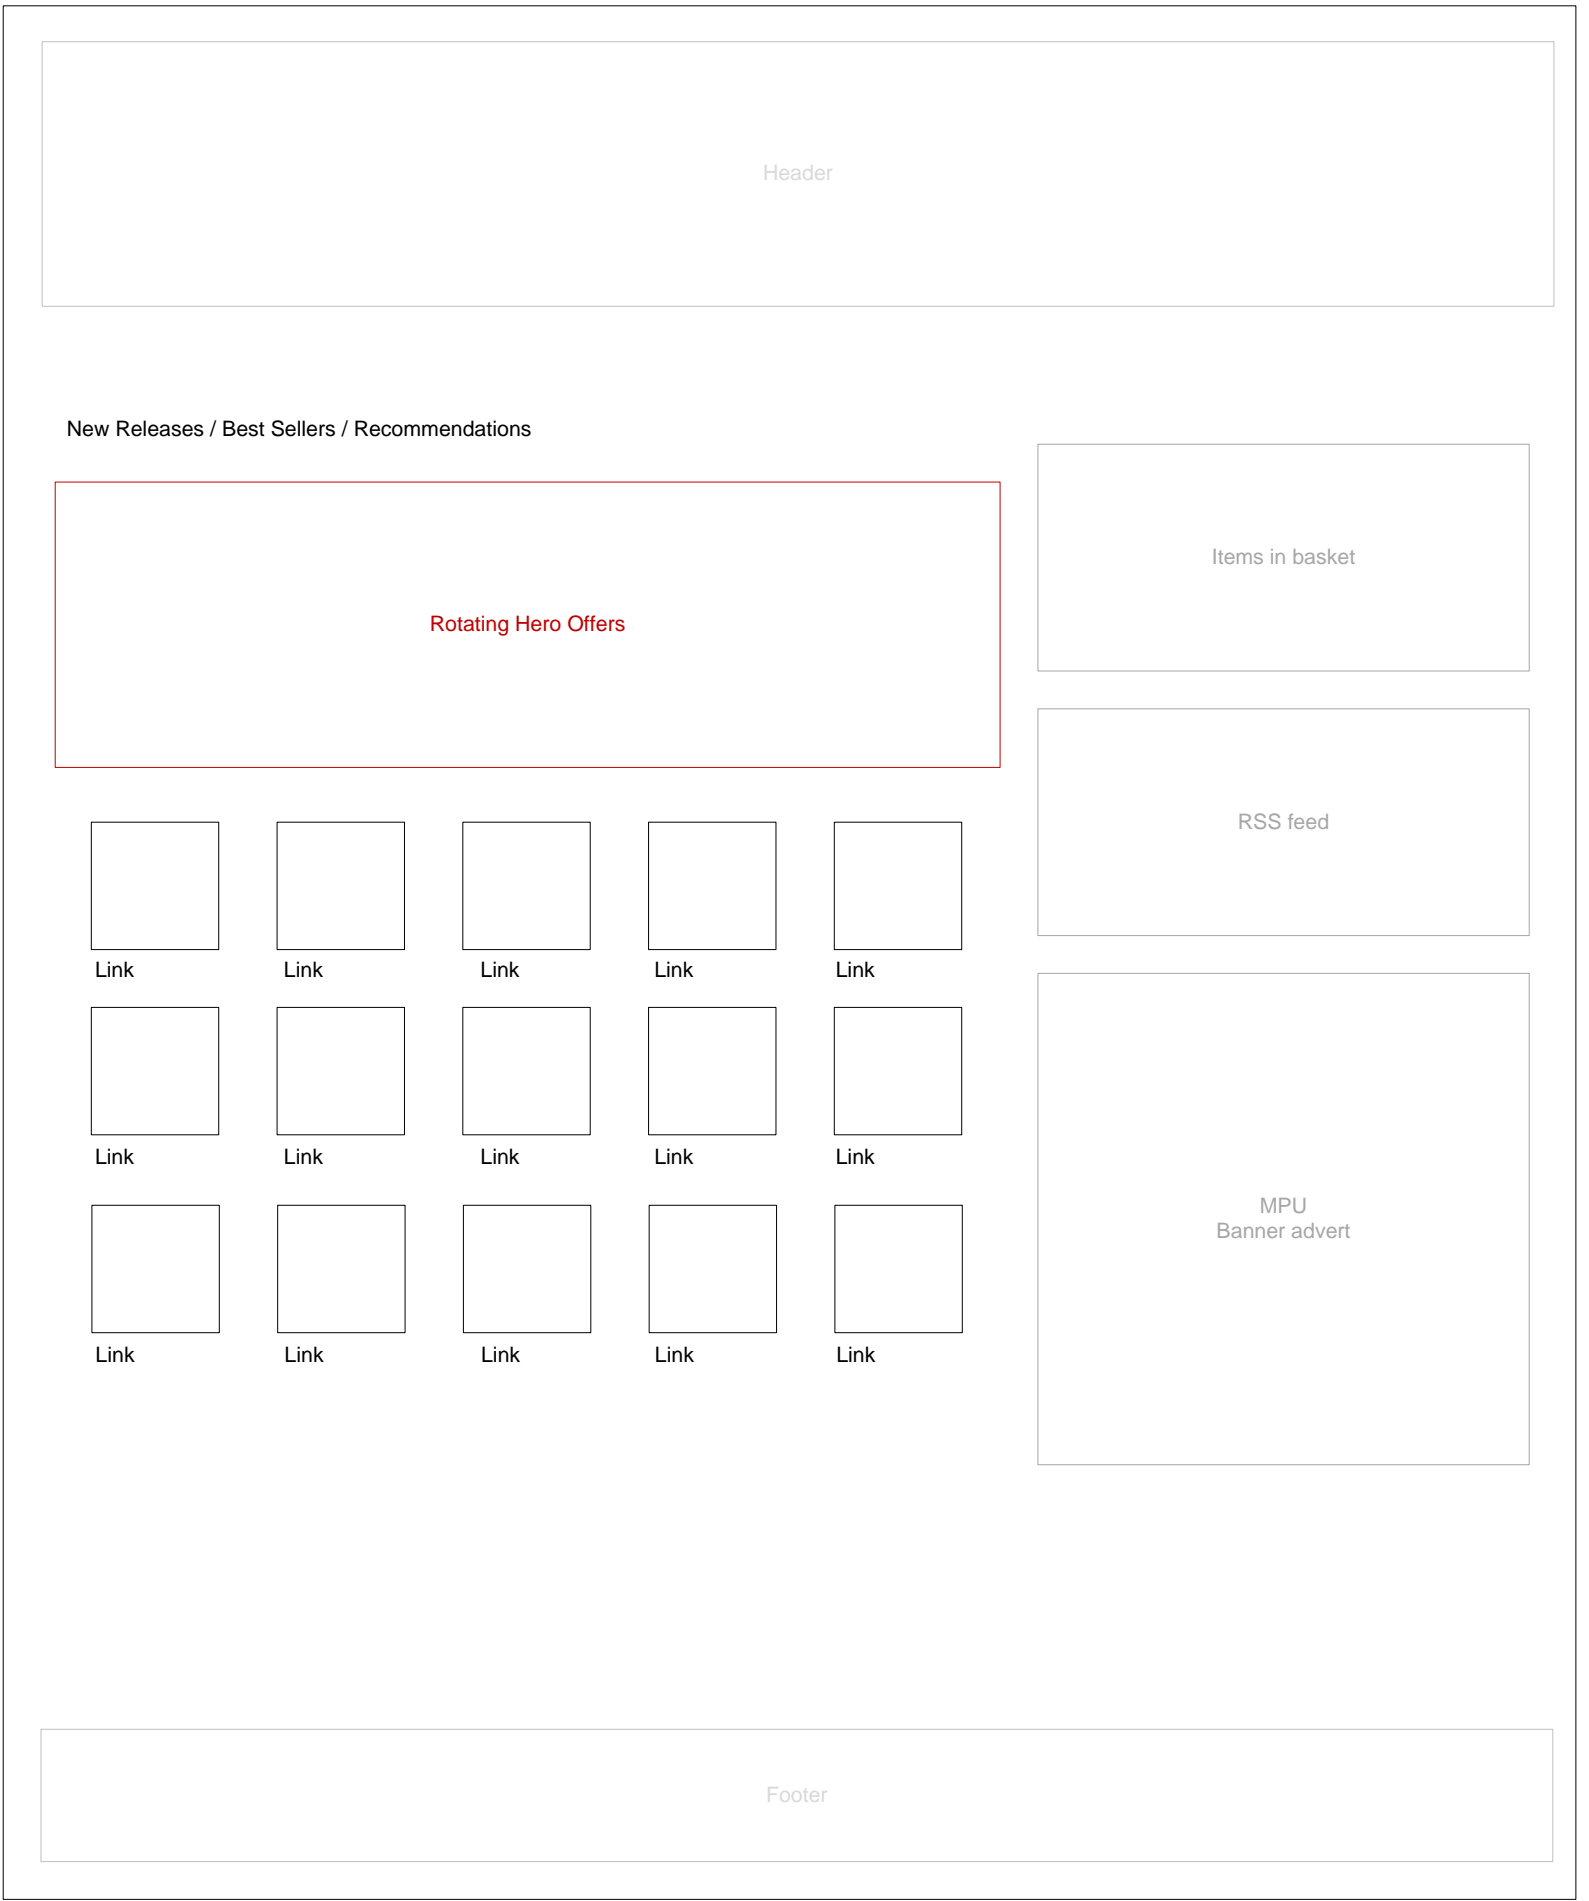 Header
New Releases / Best Sellers / Recommendations
Rotating Hero Offers
Items in basket
RSS feed
Link Link Link Link Link
Link Link Link Link Link
Link Link Link Link Link
MPU
Banner advert
Footer